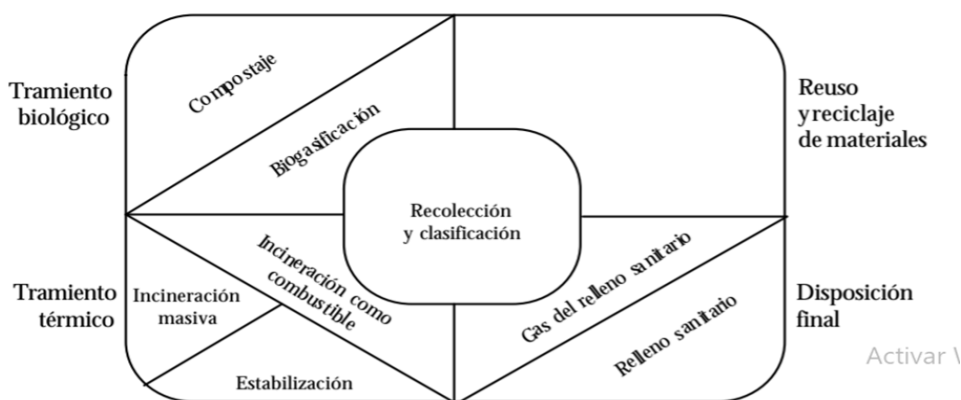 Tramiento
biológico
Compostaje
Biogasificación
Reuso
y reciclaje
de materiales
Recolección
y clasificación
Tramiento
térmico
Incineración
masiva
Incineración como
combustible
Estabilización
Gas del relleno sanitario
Relleno sanitario
Disposición
final
Activar